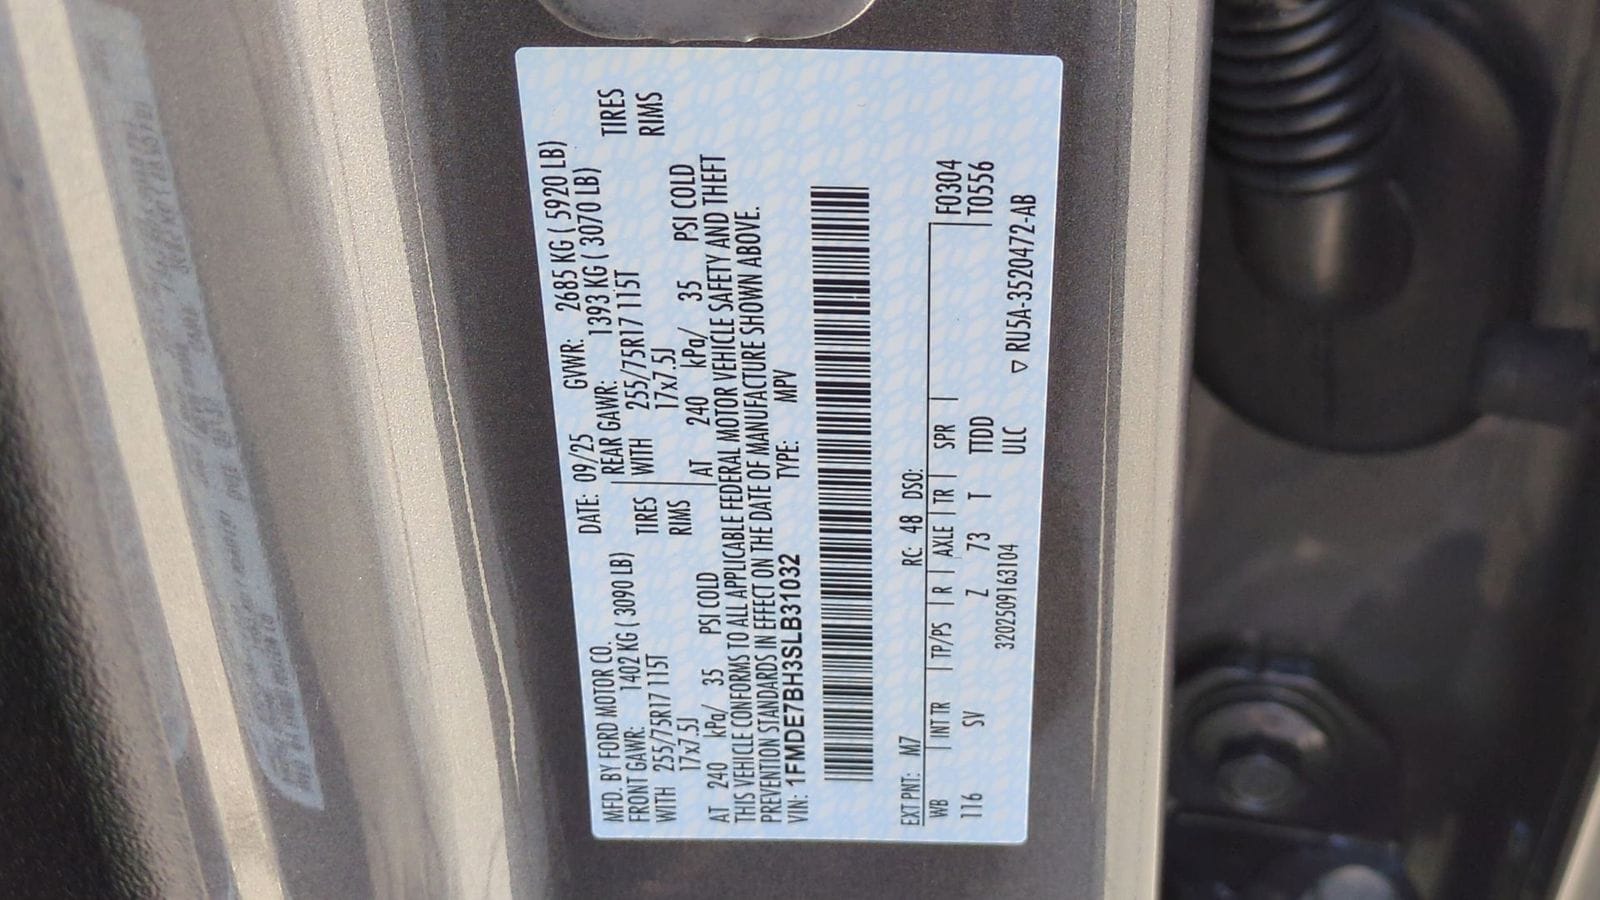 MFD. BY FORD MOTOR CO. DATE: 09/25 GVWR: 2685 KG ( 5920 LB)
FRONT GAWR: 1402 KG ( 3090 LB) REAR GAWR: 1393 KG ( 3070 LB)
WITH 255/75R17 115T TIRES WITH 255/75R17 115T TIRES
17x7.5J RIMS 17x7.5J RIMS
AT 240 kPa/ 35 PSI COLD AT 240 kPa/ 35 PSI COLD
THIS VEHICLE CONFORMS TO ALL APPLICABLE FEDERAL MOTOR VEHICLE SAFETY AND THEFT
PREVENTION STANDARDS IN EFFECT ON THE DATE OF MANUFACTURE SHOWN ABOVE.
VIN: 1FMDE7BH3SLB31032 TYPE: MPV
EXT PNT: M7 RC: 48 DSO:
WB INT TR TP/PS R AXLE TR SPR F0304
116 SV Z 73 T TTDD T0556
3202509163104 ULC ▽ RU5A-3520472-AB